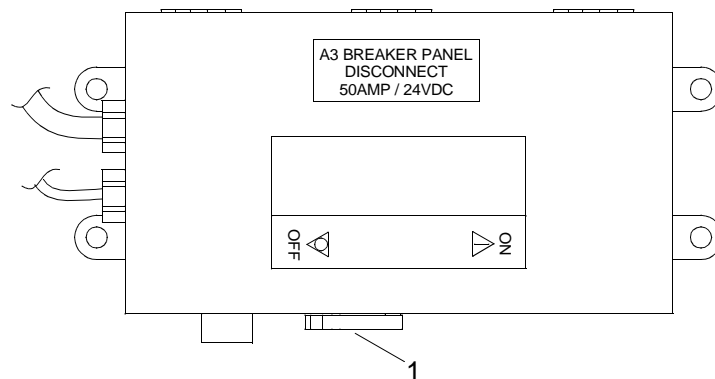 A3 BREAKER PANEL
DISCONNECT
50AMP / 24VDC
OFF
ON
1